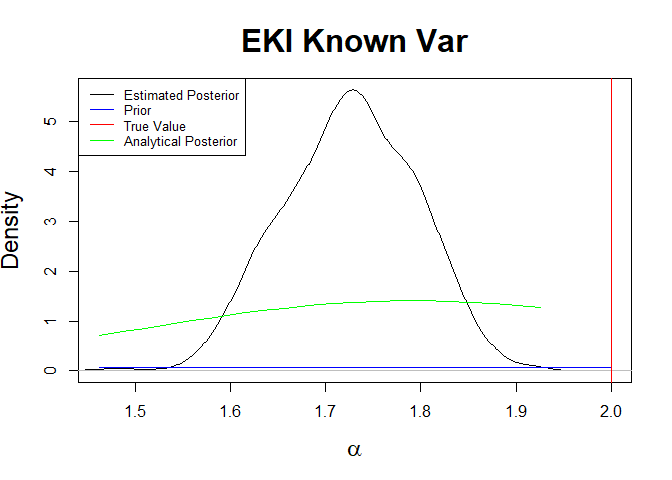 EKI Known Var
Estimated Posterior
Prior
True Value
Analytical Posterior
Density
5
4
3
2
1
0
1.5 1.6 1.7 1.8 1.9 2.0
α